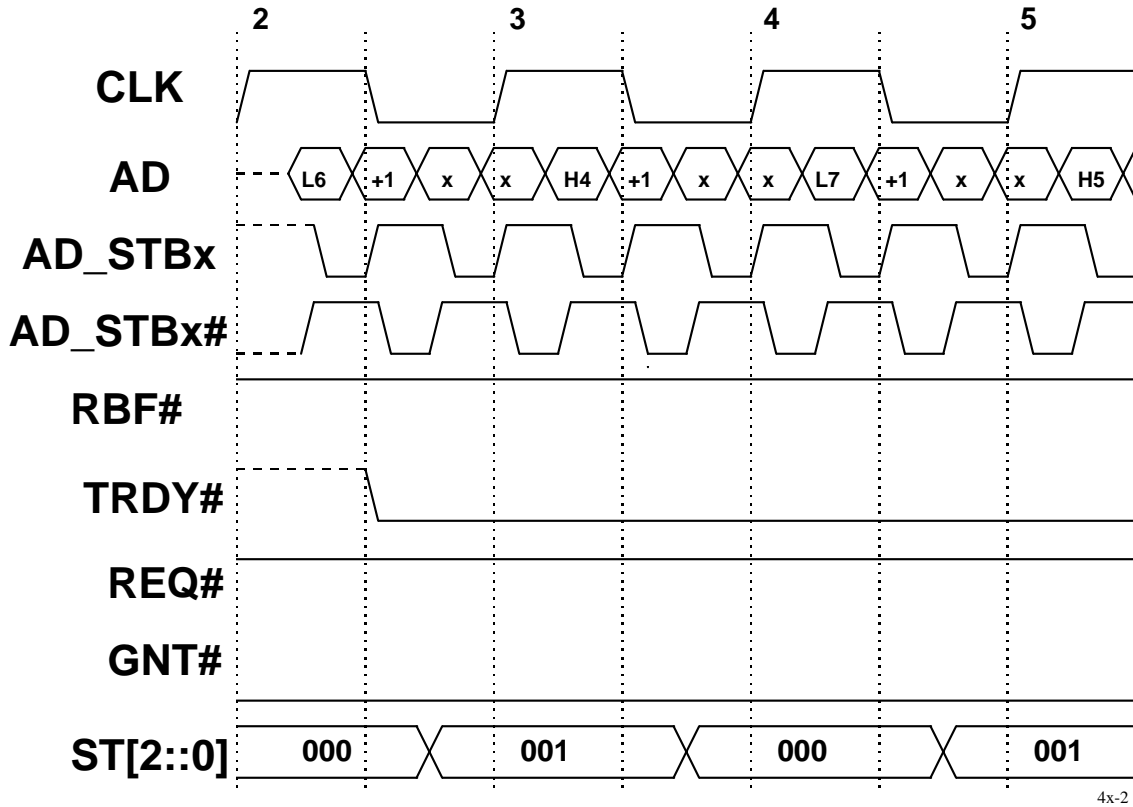 2 3 4 5
CLK
AD L6 +1 x x H4 +1 x x L7 +1 x x H5
AD_STBx
AD_STBx#
RBF#
TRDY#
REQ#
GNT#
ST[2::0] 000 001 000 001
4x-2